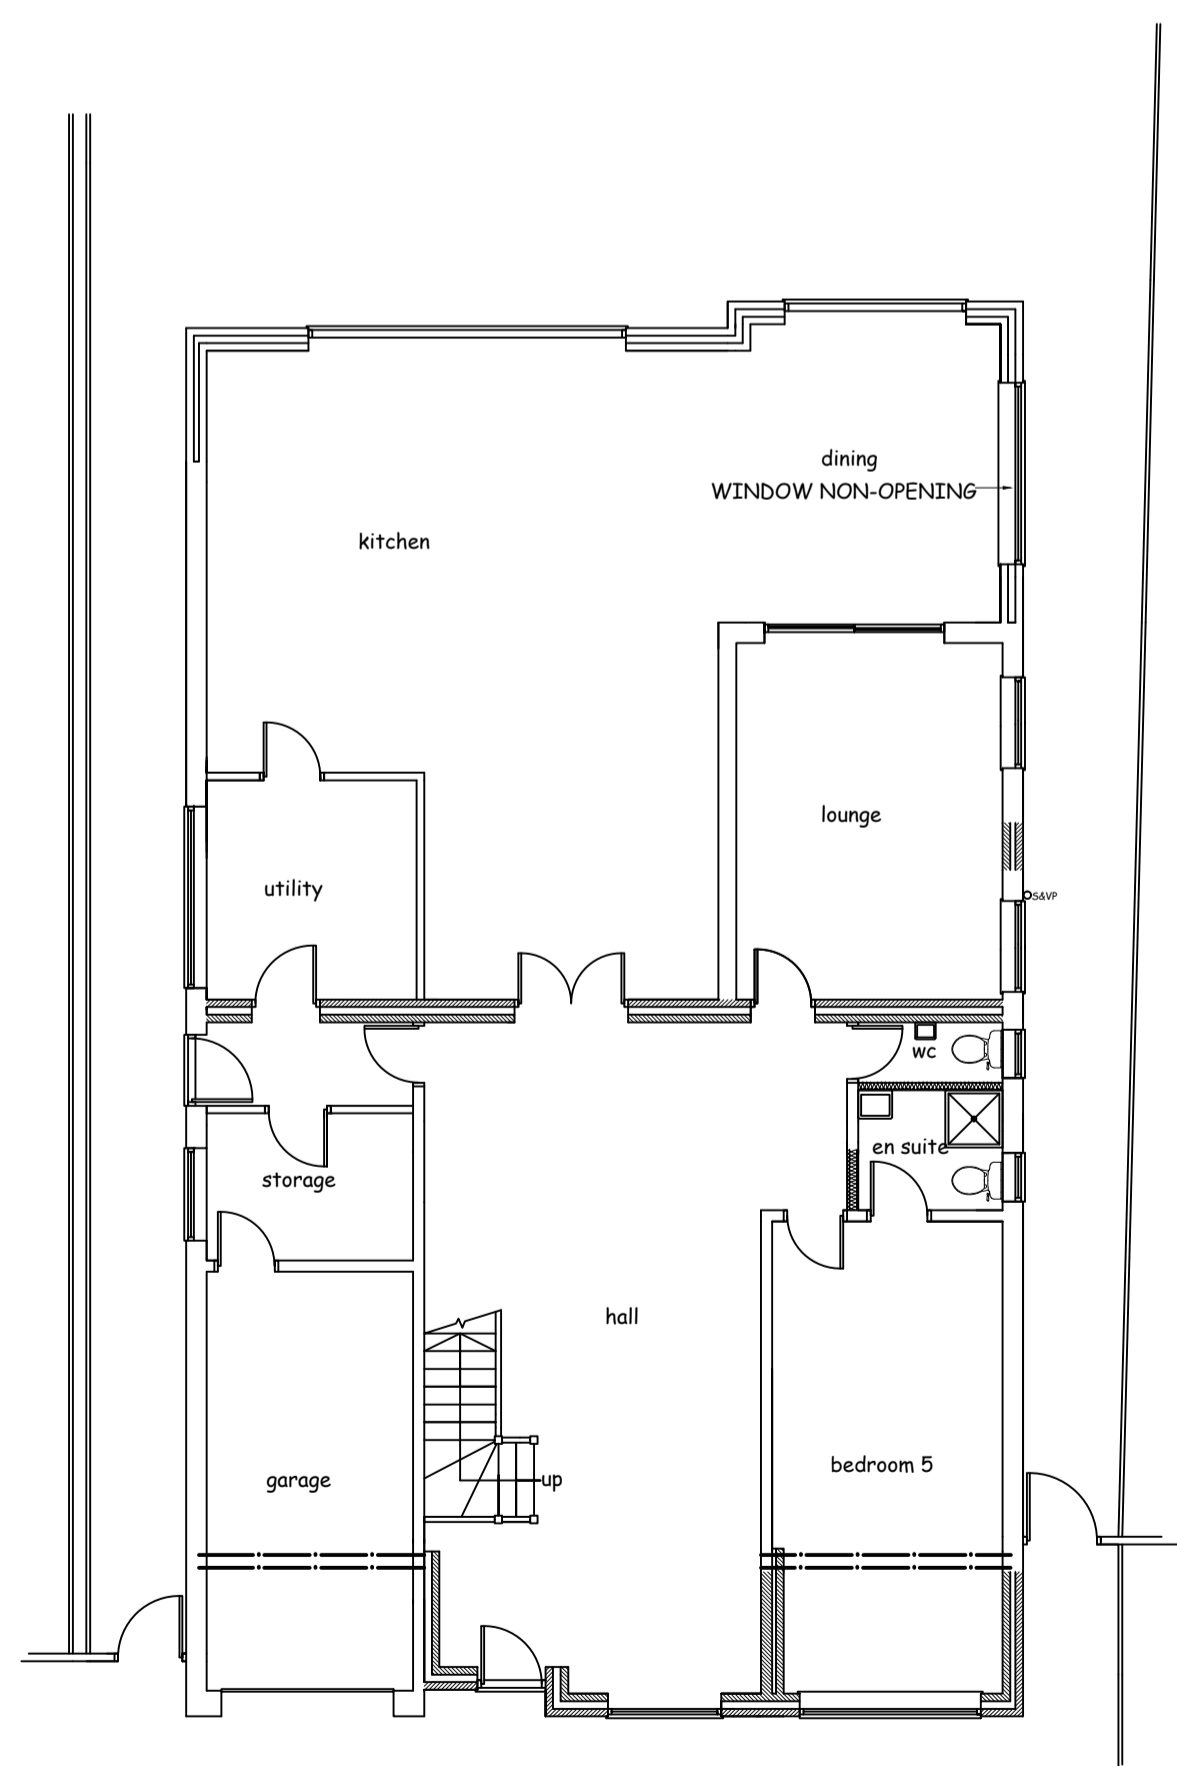 dining
WINDOW NON-OPENING
kitchen
lounge
utility
S&VP
wc
en suite
storage
hall
bedroom 5
garage
up